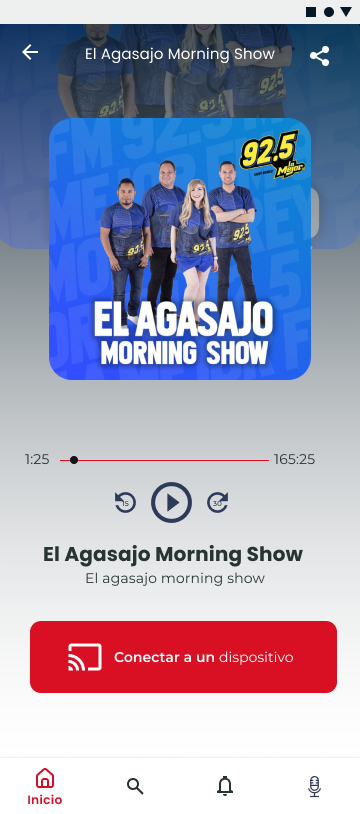 El Agasajo Morning Show
92.5
la Mejor
EL AGASAJO
MORNING SHOW
1:25
165:25
15
30
El Agasajo Morning Show
El agasajo morning show
Conectar a un dispositivo
Inicio